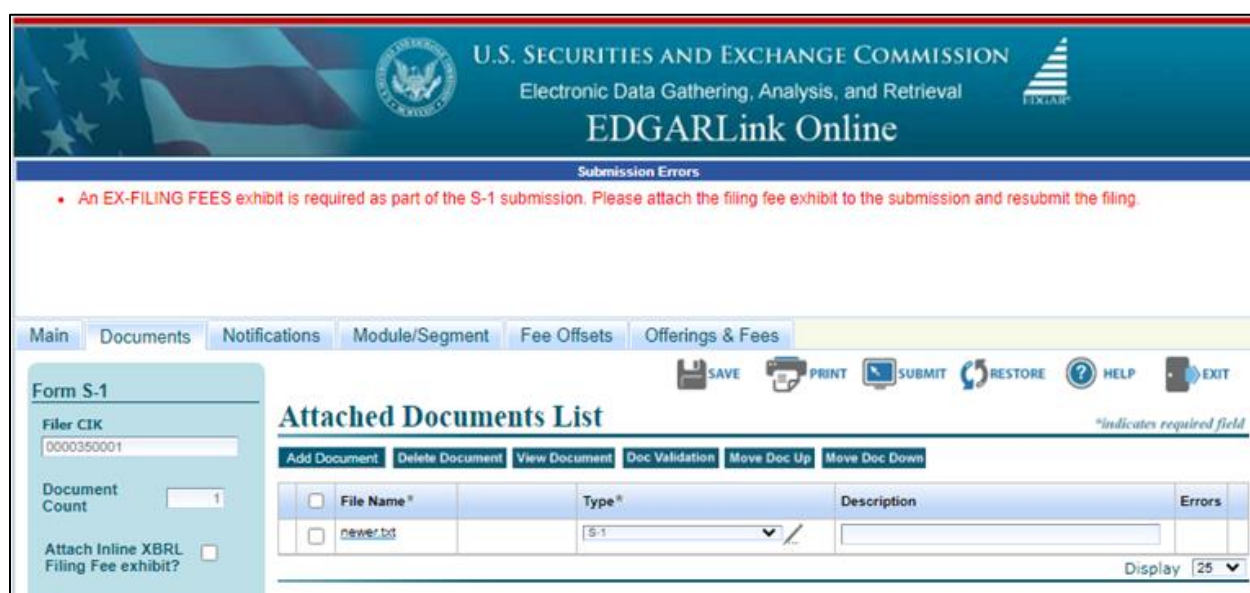 U.S. SECURITIES AND EXCHANGE COMMISSION
Electronic Data Gathering, Analysis, and Retrieval
EDGAR®
EDGARLink Online
Submission Errors
• An EX-FILING FEES exhibit is required as part of the S-1 submission. Please attach the filing fee exhibit to the submission and resubmit the filing.
Main Documents Notifications Module/Segment Fee Offsets Offerings & Fees
SAVE PRINT SUBMIT RESTORE HELP EXIT
Form S-1
Filer CIK
0000350001
Document Count 1
Attach Inline XBRL Filing Fee exhibit?
Attached Documents List
*indicates required field
Add Document Delete Document View Document Doc Validation Move Doc Up Move Doc Down
File Name* Type* Description Errors
newer.txt S-1
Display 25